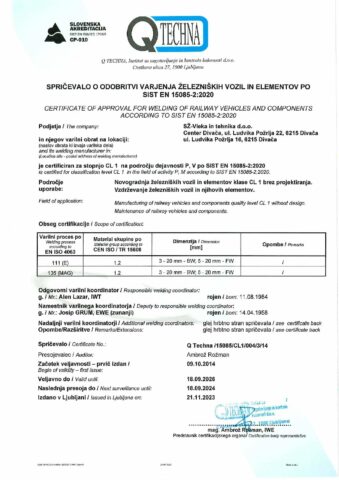 SLOVENSKA
AKREDITACIJA
SIST EN ISO/IEC 17065
CP-010
Q TECHNA
Q TECHNA, Inštitut za zagotavljanje in kontrolo kakovosti d.o.o.
Cvetkova ulica 27, 1000 Ljubljana
SPRIČEVALO O ODOBRITVI VARJENJA ŽELEZNIŠKIH VOZIL IN ELEMENTOV PO
SIST EN 15085-2:2020
CERTIFICATE OF APPROVAL FOR WELDING OF RAILWAY VEHICLES AND COMPONENTS
ACCORDING TO SIST EN 15085-2:2020
Podjetje / The company: SŽ-Vleka in tehnika d.o.o.
Center Divača, ul. Ludvika Požrija 22, 6215 Divača
in njegov varilni obrat na lokaciji: ul. Ludvika Požrija 16, 6215 Divača
(naslov obrata ki izvaja varilska dela)
and its welding manufacturer in:
(Location site - postal address of welding manufacturer)
je certificiran za stopnjo CL 1 na področju dejavnosti P, V po SIST EN 15085-2:2020
is certified for classification level CL 1 in the field of activity P, M according to SIST EN 15085-2:2020
Področje uporabe: Novogradnja železniških vozil in elementov klase CL 1 brez projektiranja.
Vzdrževanje železniških vozil in njihovih elementov.
Field of application: Manufacturing of railway vehicles and components quality level CL 1 without design.
Maintenance of railway vehicles and components.
Obseg certifikacije / Scope of certification:
Varilni proces po Welding process according to EN ISO 4063
Material skupine po Material group according to CEN ISO / TR 15608
Dimenzija / Dimension [mm]
Opomba / Remarks
111 (E) 1.2 3 - 20 mm - BW; 5 - 20 mm - FW /
135 (MAG) 1.2 3 - 20 mm - BW; 5 - 20 mm - FW /
Odgovorni varilni koordinator / Responsible welding coordinator:
g. / Mr: Alen Lazar, IWT rojen / born: 11.08.1984
Namestnik varilnega koordinatorja / Deputy to responsible welding coordinator:
g. / Mr: Josip GRUM, EWE (zunanji) rojen / born: 14.04.1958
Nadaljnji varilni koordinatorji / Additional welding coordinators: glej hrbtno stran spričevala / see certificate back
Opombe/Razširitve / Remarks/Extensions: glej hrbtno stran spričevala / see certificate back
Spričevalo / Certificate No.: Q Techna /15085/CL1/004/3/14
Presojevalec / Auditor: Ambrož Rožman
Začetek veljavnosti – prvič izdan / 09.10.2014
Begin of validity – first issue:
Veljavno do / Valid until: 18.09.2026
Naslednja presoja do / Next surveillance until: 18.09.2024
Izdano v Ljubljani / Issued in Ljubljana on: 21.11.2023
Q TECHNA
mag. Ambrož Rožman, IWE
Predstavnik certifikacijskega organa/ Certification body representative